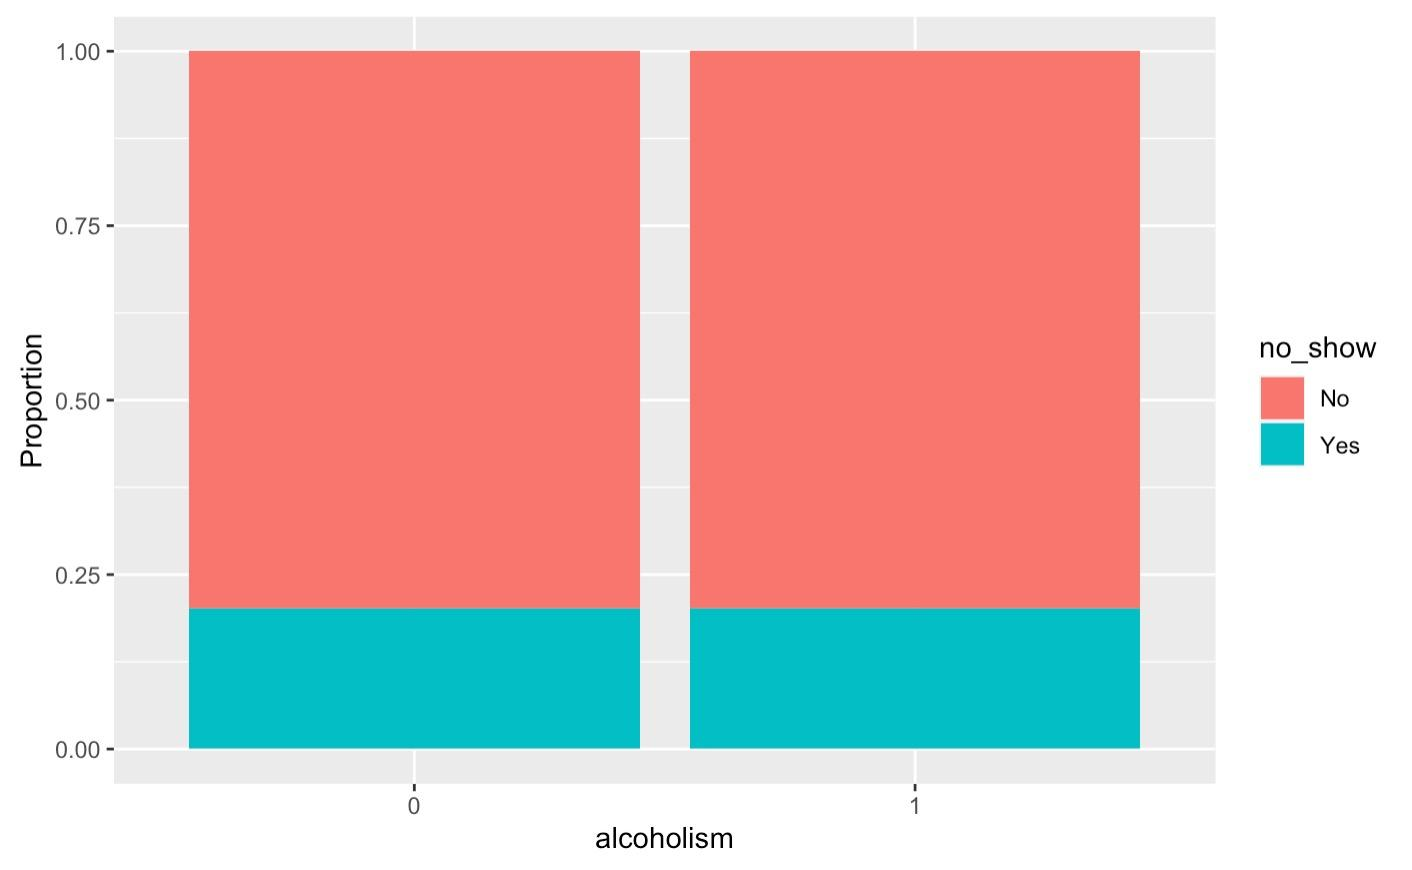 1.00
0.75
0.50
0.25
0.00
Proportion
0
1
alcoholism
no_show
No
Yes